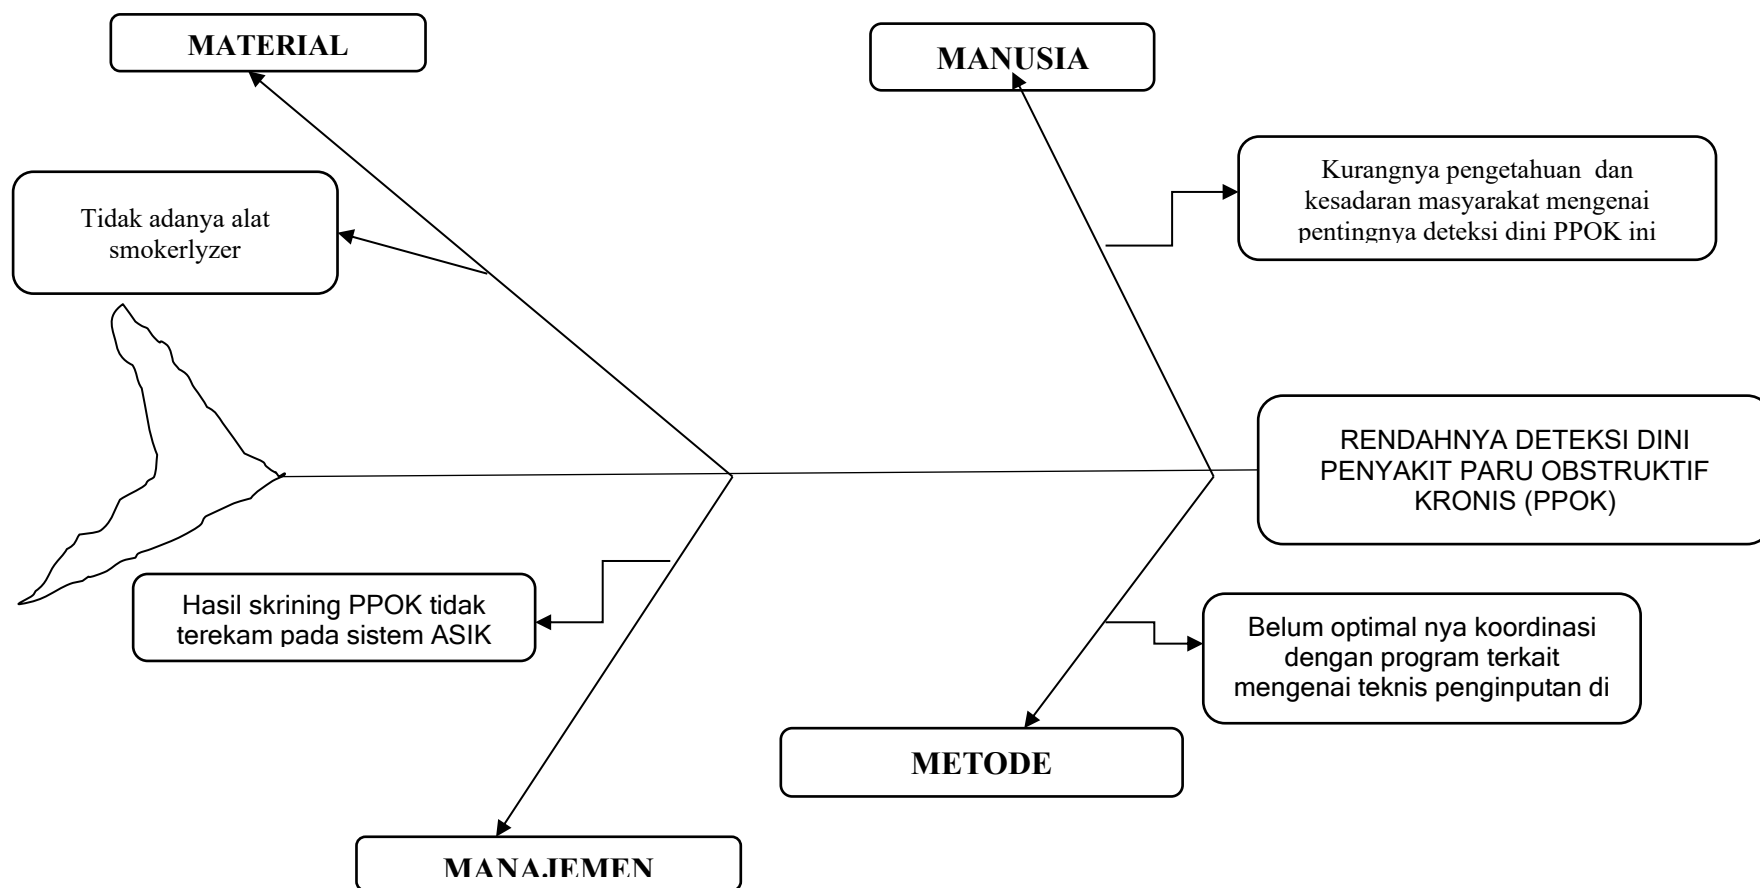 MATERIAL
MANUSIA
Tidak adanya alat
smokerlyzer
Kurangnya pengetahuan dan
kesadaran masyarakat mengenai
pentingnya deteksi dini PPOK ini
RENDAHNYA DETEKSI DINI
PENYAKIT PARU OBSTRUKTIF
KRONIS (PPOK)
Hasil skrining PPOK tidak
terekam pada sistem ASIK
Belum optimal nya koordinasi
dengan program terkait
mengenai teknis penginputan di
METODE
MANAJEMEN